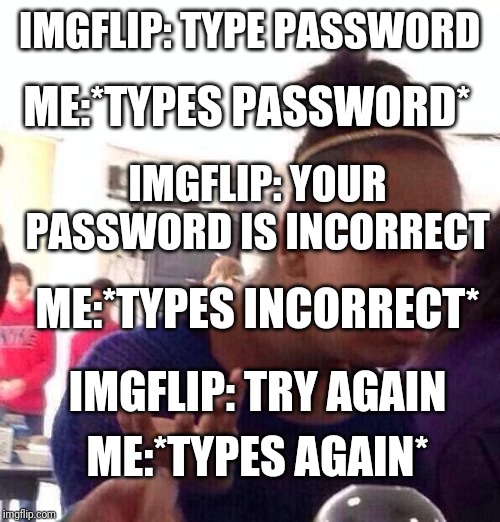 IMGFLIP: TYPE PASSWORD
ME:*TYPES PASSWORD*
IMGFLIP: YOUR
PASSWORD IS INCORRECT
ME:*TYPES INCORRECT*
IMGFLIP: TRY AGAIN
ME:*TYPES AGAIN*
imgflip.com